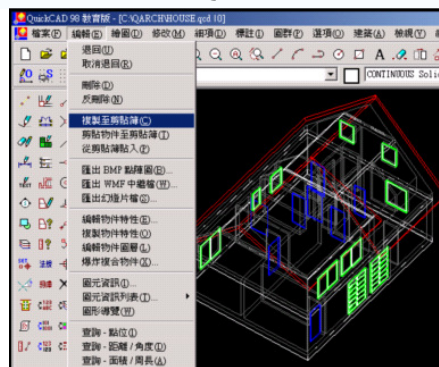 QuickCAD 98 教育版 - [C:\QARCH\HOUSE.qcd 10]
檔案(F) 編輯(E) 繪圖(D) 修改(M) 細項(D) 標註(I) 圖群(P) 選項(O) 建築(A) 檢視(V)
退回(U)
取消退回(R)
CONTINUOUS Soli
刪除(D)
反刪除(N)
複製至剪貼簿(C)
剪貼物件至剪貼簿(T)
從剪貼簿貼入(P)
匯出 BMP 點陣圖(B)...
匯出 WMF 中繼檔(W)...
匯出幻燈片檔(S)...
編輯物件特性(E)...
複製物件特性(O)
編輯物件圖層(L)
爆炸複合物件(X)...
圖元資訊(I)...
圖元資訊列表(T)...
圖形導覽(W)
查詢 - 點位(I)
查詢 - 距離 / 角度(D)
查詢 - 面積 / 周長(A)